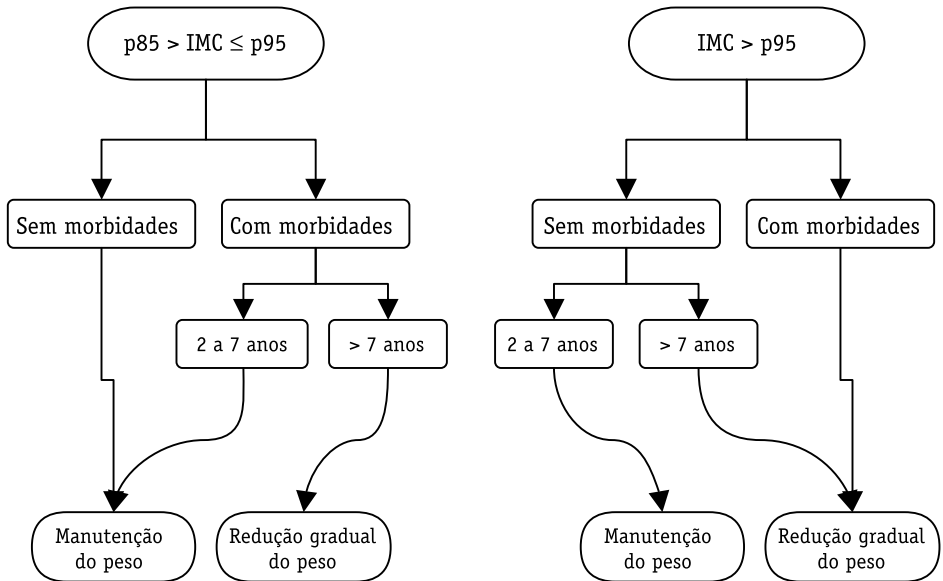 p85 > IMC ≤ p95
IMC > p95
Sem morbidades
Com morbidades
Sem morbidades
Com morbidades
2 a 7 anos
> 7 anos
2 a 7 anos
> 7 anos
Manutenção
do peso
Redução gradual
do peso
Manutenção
do peso
Redução gradual
do peso